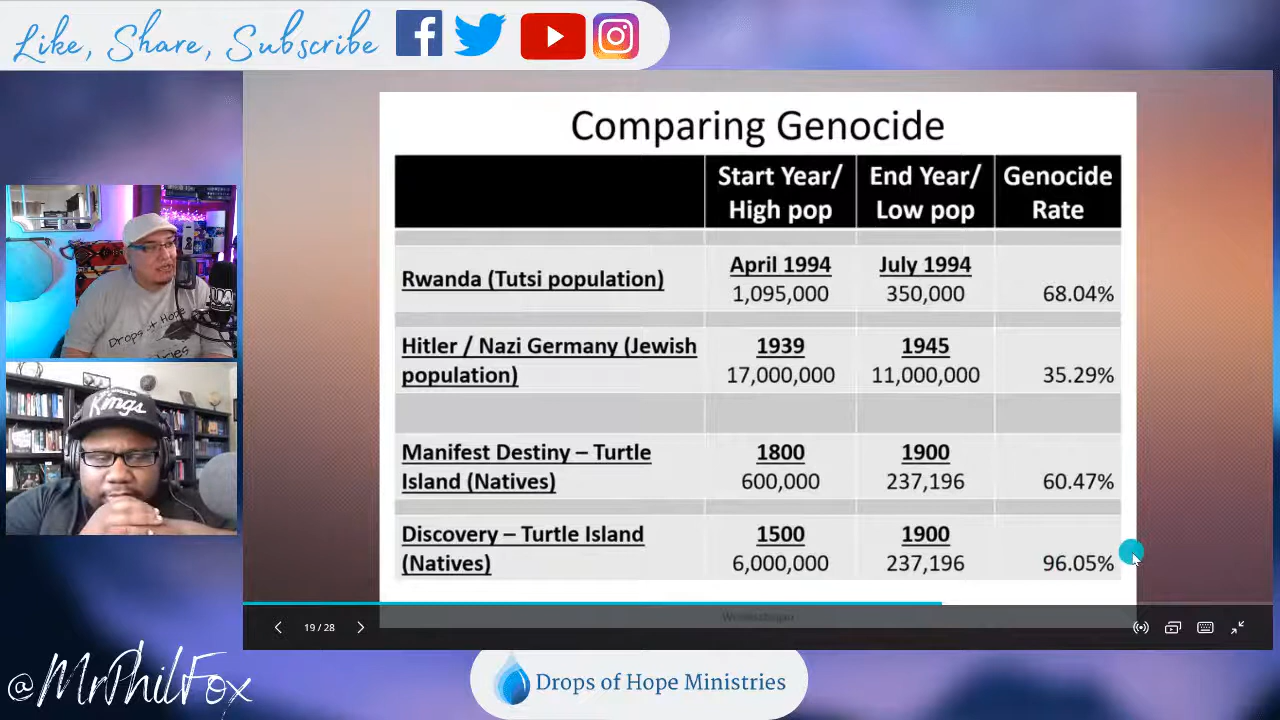 Like, Share, Subscribe
Comparing Genocide
Start Year/ End Year/ Genocide
High pop Low pop Rate
Rwanda (Tutsi population) April 1994 July 1994
1,095,000 350,000 68.04%
Hitler / Nazi Germany (Jewish 1939 1945
population) 17,000,000 11,000,000 35.29%
Manifest Destiny – Turtle 1800 1900
Island (Natives) 600,000 237,196 60.47%
Discovery – Turtle Island 1500 1900
(Natives) 6,000,000 237,196 96.05%
19 / 28
Drops of Hope
Kings
@MrPhilFox
Drops of Hope Ministries